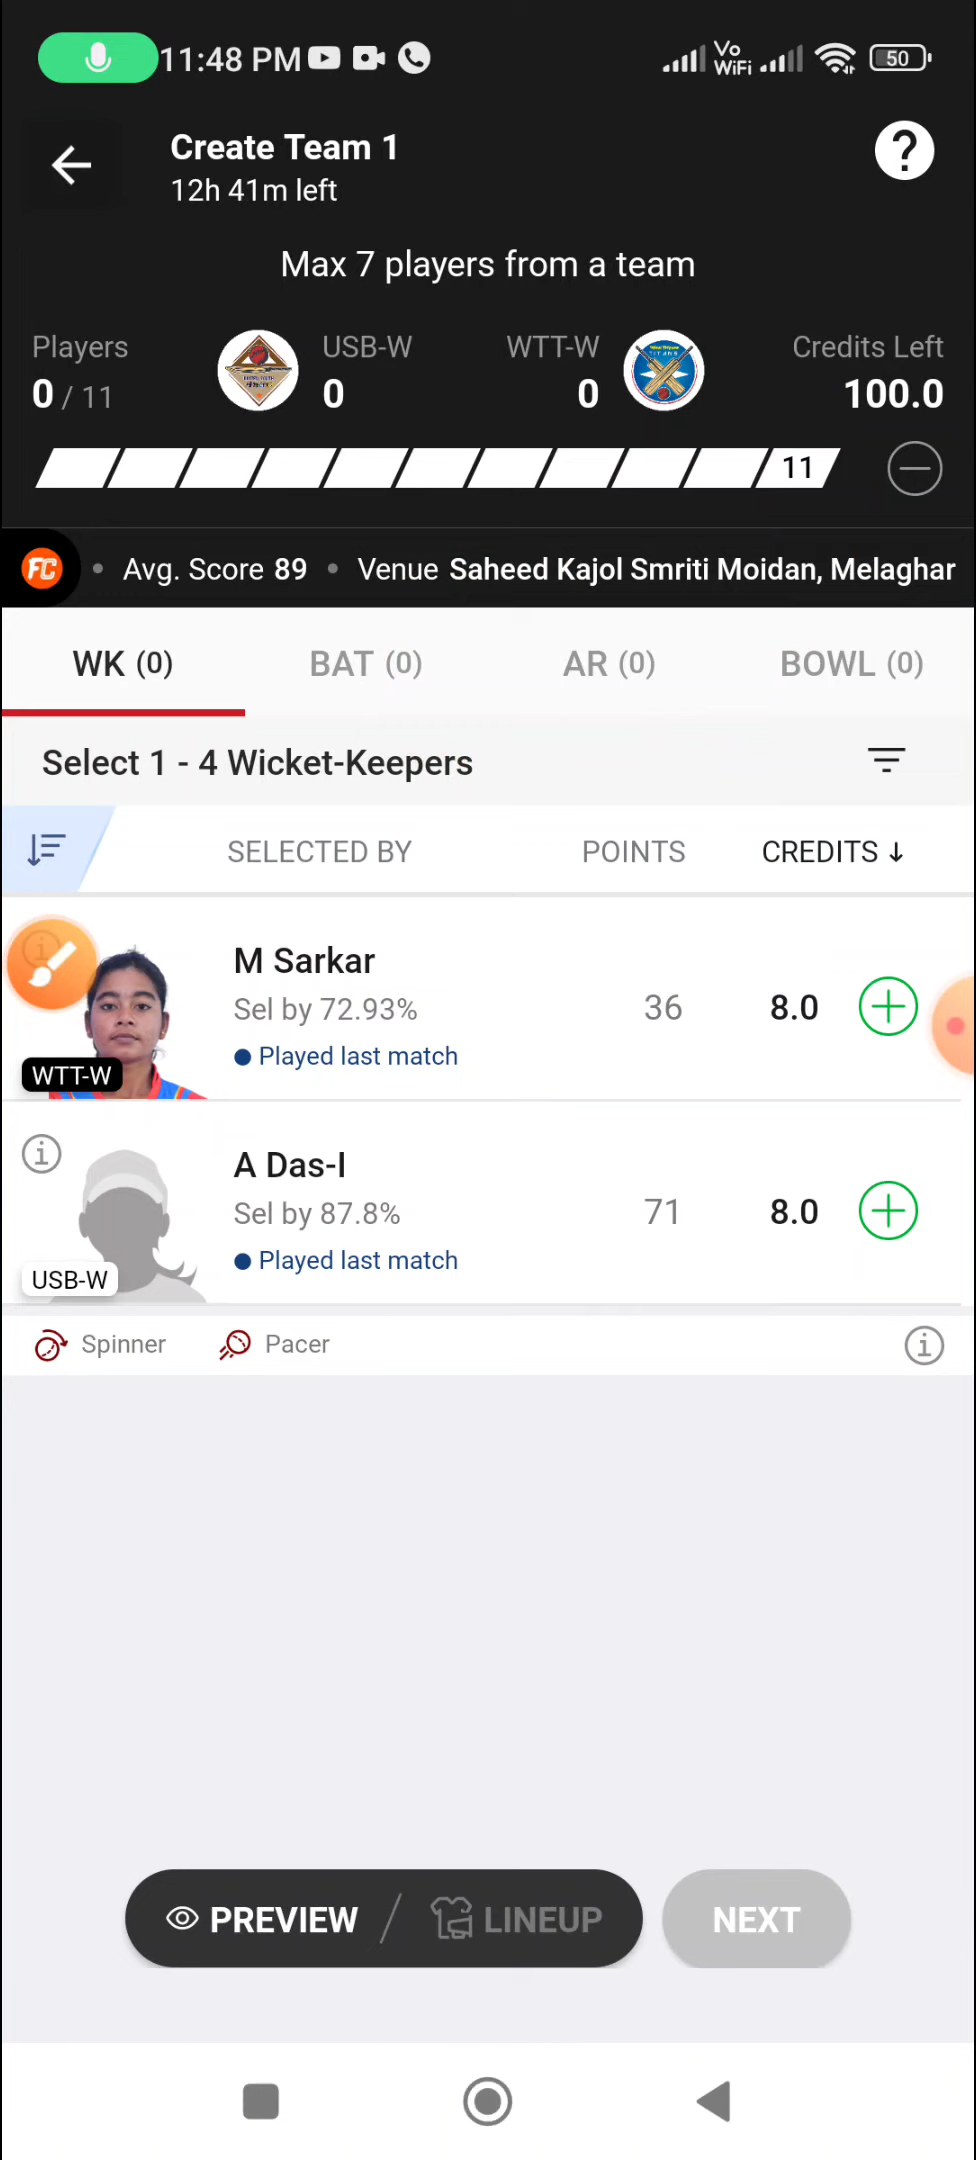 11:48 PM Vo WiFi 50
Create Team 1
12h 41m left
?
Max 7 players from a team
Players USB-W WTT-W Credits Left
0 / 11 0 0 100.0
11
FC • Avg. Score 89 • Venue Saheed Kajol Smriti Moidan, Melaghar
WK (0) BAT (0) AR (0) BOWL (0)
Select 1 - 4 Wicket-Keepers
SELECTED BY POINTS CREDITS ↓
M Sarkar
Sel by 72.93% 36 8.0
Played last match
WTT-W
A Das-I
Sel by 87.8% 71 8.0
Played last match
USB-W
Spinner Pacer
PREVIEW / LINEUP NEXT